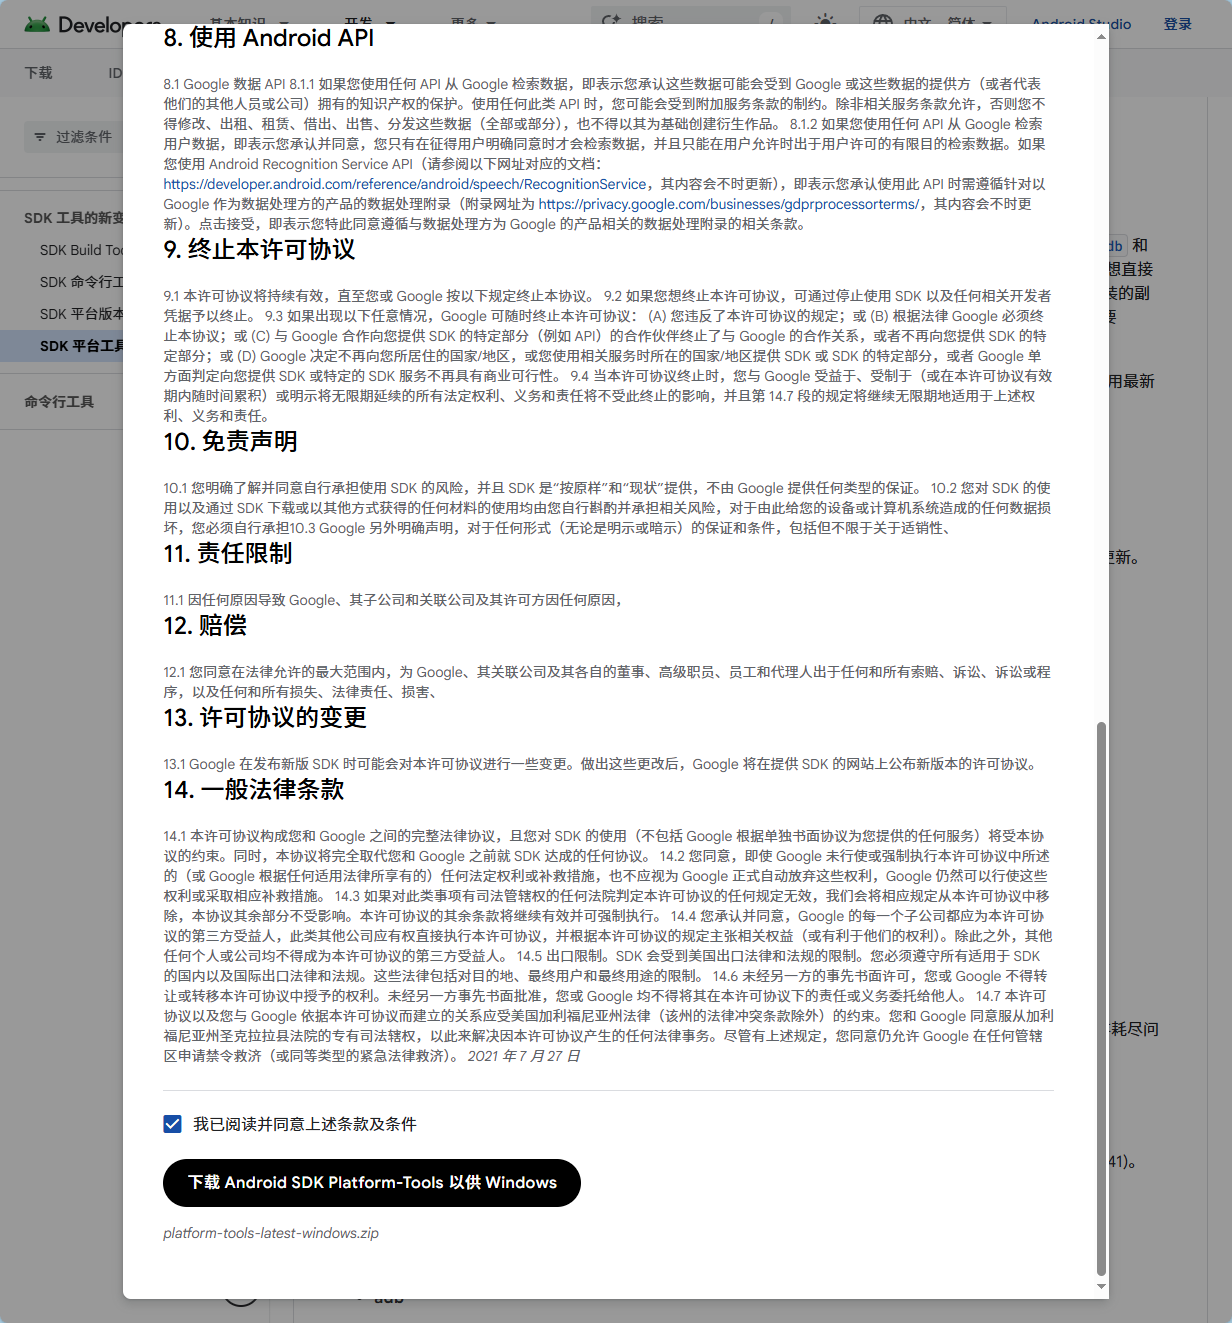 Developers 基本知识 开发 更多 搜索 / 中文 – 简体 Android Studio 登录
下载 ID
过滤条件
SDK 工具的新变
SDK Build Too
SDK 命令行工
SDK 平台版本
SDK 平台工具
命令行工具
8. 使用 Android API
8.1 Google 数据 API 8.1.1 如果您使用任何 API 从 Google 检索数据，即表示您承认这些数据可能会受到 Google 或这些数据的提供方（或者代表
他们的其他人员或公司）拥有的知识产权的保护。使用任何此类 API 时，您可能会受到附加服务条款的制约。除非相关服务条款允许，否则您不
得修改、出租、租赁、借出、出售、分发这些数据（全部或部分），也不得以其为基础创建衍生作品。 8.1.2 如果您使用任何 API 从 Google 检索
用户数据，即表示您承认并同意，您只有在征得用户明确同意时才会检索数据，并且只能在用户允许时出于用户许可的有限目的检索数据。如果
您使用 Android Recognition Service API（请参阅以下网址对应的文档：
https://developer.android.com/reference/android/speech/RecognitionService，其内容会不时更新），即表示您承认使用此 API 时需遵循针对以
Google 作为数据处理方的产品的数据处理附录（附录网址为 https://privacy.google.com/businesses/gdprprocessorterms/，其内容会不时更
新）。点击接受，即表示您特此同意遵循与数据处理方为 Google 的产品相关的数据处理附录的相关条款。
9. 终止本许可协议
9.1 本许可协议将持续有效，直至您或 Google 按以下规定终止本协议。 9.2 如果您想终止本许可协议，可通过停止使用 SDK 以及任何相关开发者
凭据予以终止。 9.3 如果出现以下任意情况，Google 可随时终止本许可协议： (A) 您违反了本许可协议的规定；或 (B) 根据法律 Google 必须终
止本协议；或 (C) 与 Google 合作向您提供 SDK 的特定部分（例如 API）的合作伙伴终止了与 Google 的合作关系，或者不再向您提供 SDK 的特
定部分；或 (D) Google 决定不再向您所居住的国家/地区，或您使用相关服务时所在的国家/地区提供 SDK 或 SDK 的特定部分，或者 Google 单
方面判定向您提供 SDK 或特定的 SDK 服务不再具有商业可行性。 9.4 当本许可协议终止时，您与 Google 受益于、受制于（或在本许可协议有效
期内随时间累积）或明示将无限期延续的所有法定权利、义务和责任将不受此终止的影响，并且第 14.7 段的规定将继续无限期地适用于上述权
利、义务和责任。
10. 免责声明
10.1 您明确了解并同意自行承担使用 SDK 的风险，并且 SDK 是“按原样”和“现状”提供，不由 Google 提供任何类型的保证。 10.2 您对 SDK 的使
用以及通过 SDK 下载或以其他方式获得的任何材料的使用均由您自行斟酌并承担相关风险，对于由此给您的设备或计算机系统造成的任何数据损
坏，您必须自行承担10.3 Google 另外明确声明，对于任何形式（无论是明示或暗示）的保证和条件，包括但不限于关于适销性、
11. 责任限制
11.1 因任何原因导致 Google、其子公司和关联公司及其许可方因任何原因，
12. 赔偿
12.1 您同意在法律允许的最大范围内，为 Google、其关联公司及其各自的董事、高级职员、员工和代理人出于任何和所有索赔、诉讼、诉讼或程
序，以及任何和所有损失、法律责任、损害、
13. 许可协议的变更
13.1 Google 在发布新版 SDK 时可能会对本许可协议进行一些变更。做出这些更改后，Google 将在提供 SDK 的网站上公布新版本的许可协议。
14. 一般法律条款
14.1 本许可协议构成您和 Google 之间的完整法律协议，且您对 SDK 的使用（不包括 Google 根据单独书面协议为您提供的任何服务）将受本协
议的约束。同时，本协议将完全取代您和 Google 之前就 SDK 达成的任何协议。 14.2 您同意，即使 Google 未行使或强制执行本许可协议中所述
的（或 Google 根据任何适用法律所享有的）任何法定权利或补救措施，也不应视为 Google 正式自动放弃这些权利，Google 仍然可以行使这些
权利或采取相应补救措施。 14.3 如果对此类事项有司法管辖权的任何法院判定本许可协议的任何规定无效，我们会将相应规定从本许可协议中移
除，本协议其余部分不受影响。本许可协议的其余条款将继续有效并可强制执行。 14.4 您承认并同意，Google 的每一个子公司都应为本许可协
议的第三方受益人，此类其他公司应有权直接执行本许可协议，并根据本许可协议的规定主张相关权益（或有利于他们的权利）。除此之外，其他
任何个人或公司均不得成为本许可协议的第三方受益人。 14.5 出口限制。SDK 会受到美国出口法律和法规的限制。您必须遵守所有适用于 SDK
的国内以及国际出口法律和法规。这些法律包括对目的地、最终用户和最终用途的限制。 14.6 未经另一方的事先书面许可，您或 Google 不得转
让或转移本许可协议中授予的权利。未经另一方事先书面批准，您或 Google 均不得将其在本许可协议下的责任或义务委托给他人。 14.7 本许可
协议以及您与 Google 依据本许可协议而建立的关系应受美国加利福尼亚州法律（该州的法律冲突条款除外）的约束。您和 Google 同意服从加利
福尼亚州圣克拉拉县法院的专有司法辖权，以此来解决因本许可协议产生的任何法律事务。尽管有上述规定，您同意仍允许 Google 在任何管辖
区申请禁令救济（或同等类型的紧急法律救济）。 2021 年 7 月 27 日
我已阅读并同意上述条款及条件
下载 Android SDK Platform-Tools 以供 Windows
platform-tools-latest-windows.zip
db 和
想直接
装的副
要
用最新
更新。
耗尽问
41)。
adb